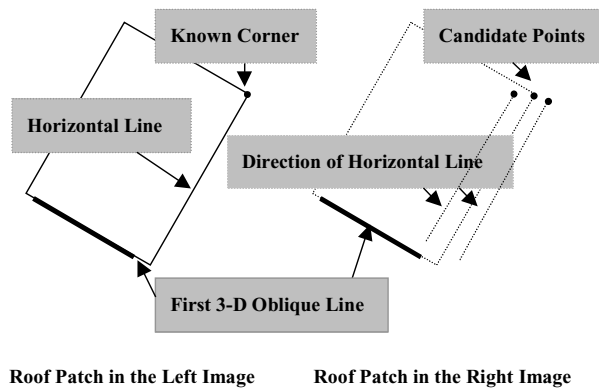 Known Corner
Candidate Points
Horizontal Line
Direction of Horizontal Line
First 3-D Oblique Line
Roof Patch in the Left Image
Roof Patch in the Right Image